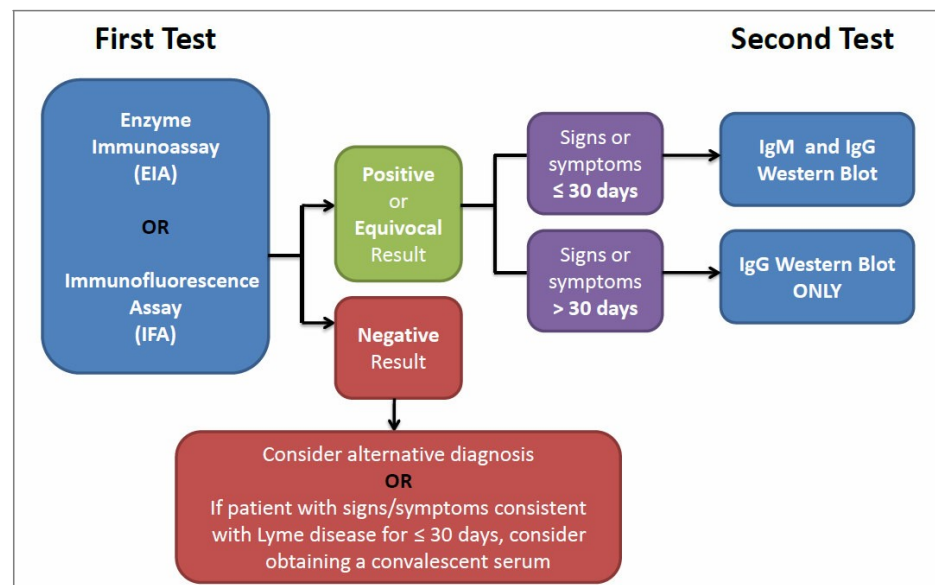 First Test
Second Test
Enzyme
Immunoassay
(EIA)
OR
Immunofluorescence
Assay
(IFA)
Positive
or
Equivocal
Result
Negative
Result
Signs or
symptoms
≤ 30 days
Signs or
symptoms
> 30 days
IgM and IgG
Western Blot
IgG Western Blot
ONLY
Consider alternative diagnosis
OR
If patient with signs/symptoms consistent
with Lyme disease for ≤ 30 days, consider
obtaining a convalescent serum